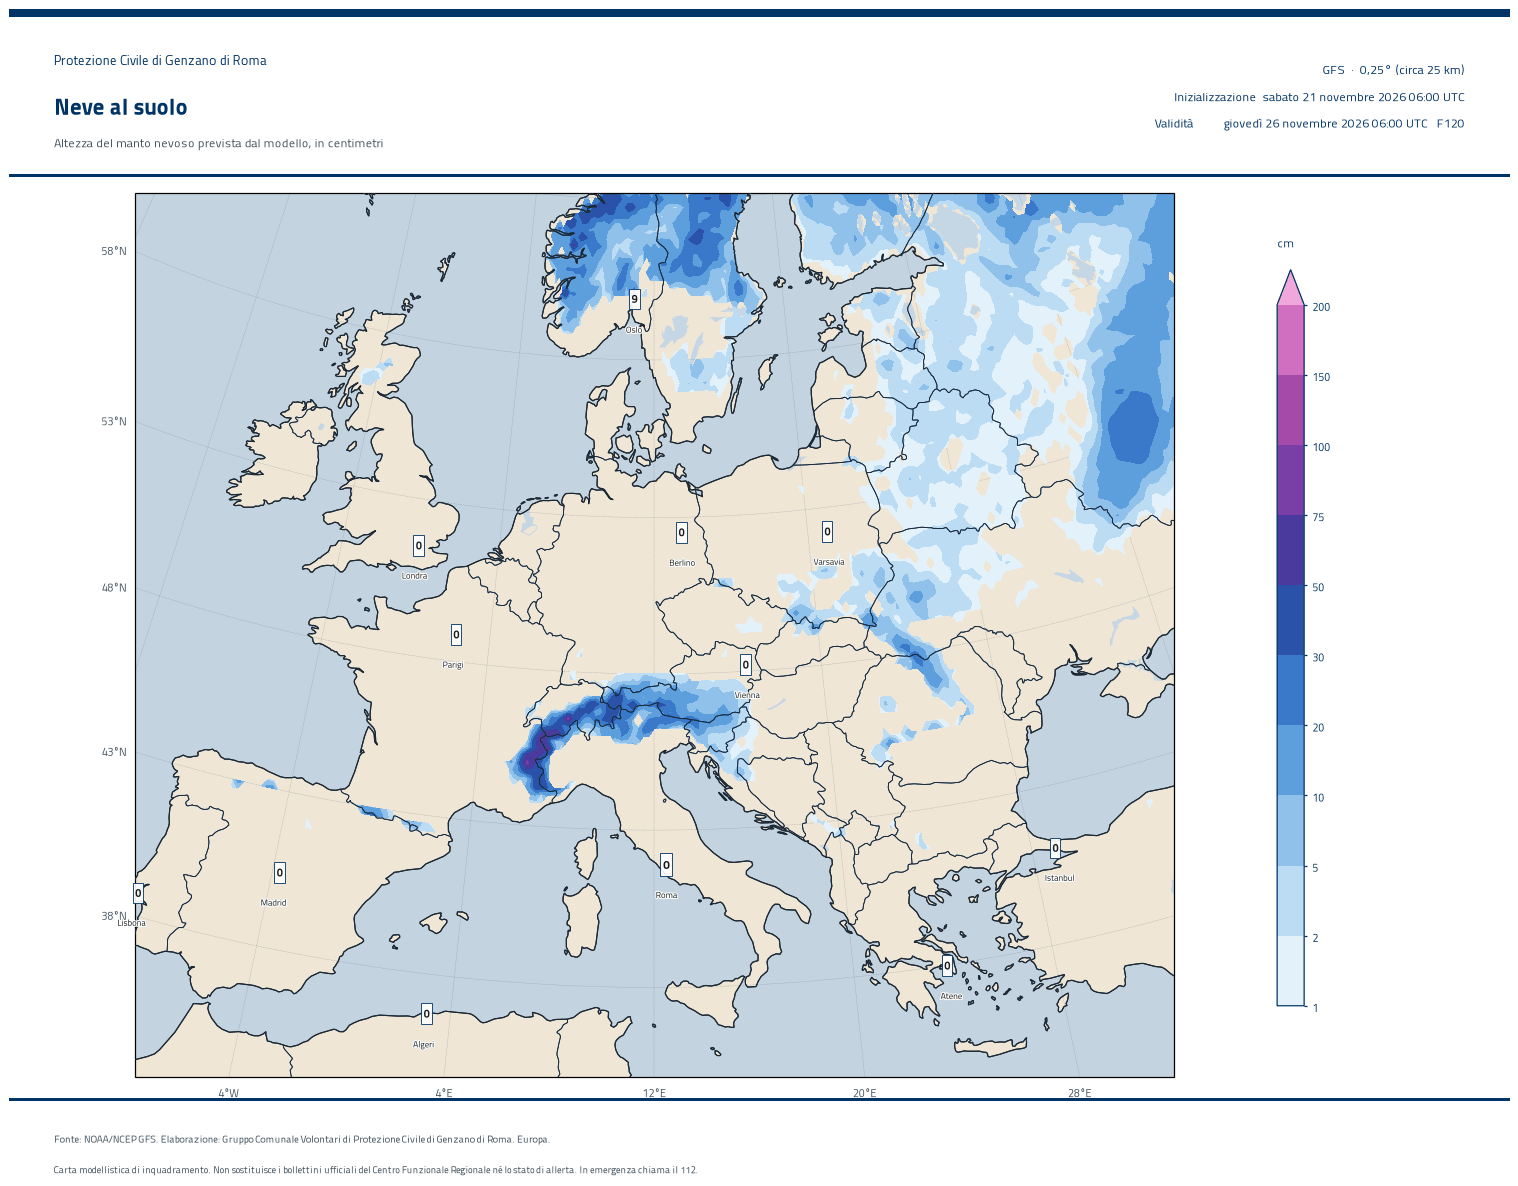 Protezione Civile di Genzano di Roma
Neve al suolo
Altezza del manto nevoso prevista dal modello, in centimetri
GFS · 0,25° (circa 25 km)
Inizializzazione sabato 21 novembre 2026 06:00 UTC
Validità giovedì 26 novembre 2026 06:00 UTC F120
58°N
53°N
48°N
43°N
38°N
4°W
4°E
12°E
20°E
28°E
9
Oslo
0
Londra
0
Berlino
0
Varsavia
0
Parigi
0
Vienna
0
Madrid
0
Lisbona
0
Roma
0
Istanbul
0
Atene
0
Algeri
cm
200
150
100
75
50
30
20
10
5
2
1
Fonte: NOAA/NCEP GFS. Elaborazione: Gruppo Comunale Volontari di Protezione Civile di Genzano di Roma. Europa.
Carta modellistica di inquadramento. Non sostituisce i bollettini ufficiali del Centro Funzionale Regionale né lo stato di allerta. In emergenza chiama il 112.